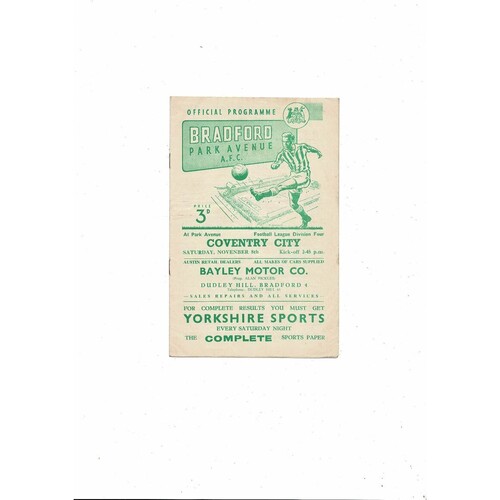 OFFICIAL PROGRAMME
BRADFORD
PARK AVENUE
A.F.C.
PRICE
3D
At Park Avenue Football League Division Four
COVENTRY CITY
SATURDAY, NOVEMBER 8th Kick-off 2-45 p.m.
AUSTIN RETAIL DEALERS ALL MAKES OF CARS SUPPLIED
BAYLEY MOTOR CO.
DUDLEY HILL, BRADFORD 4
SALES REPAIRS AND ALL SERVICES
FOR COMPLETE RESULTS YOU MUST GET
YORKSHIRE SPORTS
EVERY SATURDAY NIGHT
THE COMPLETE SPORTS PAPER